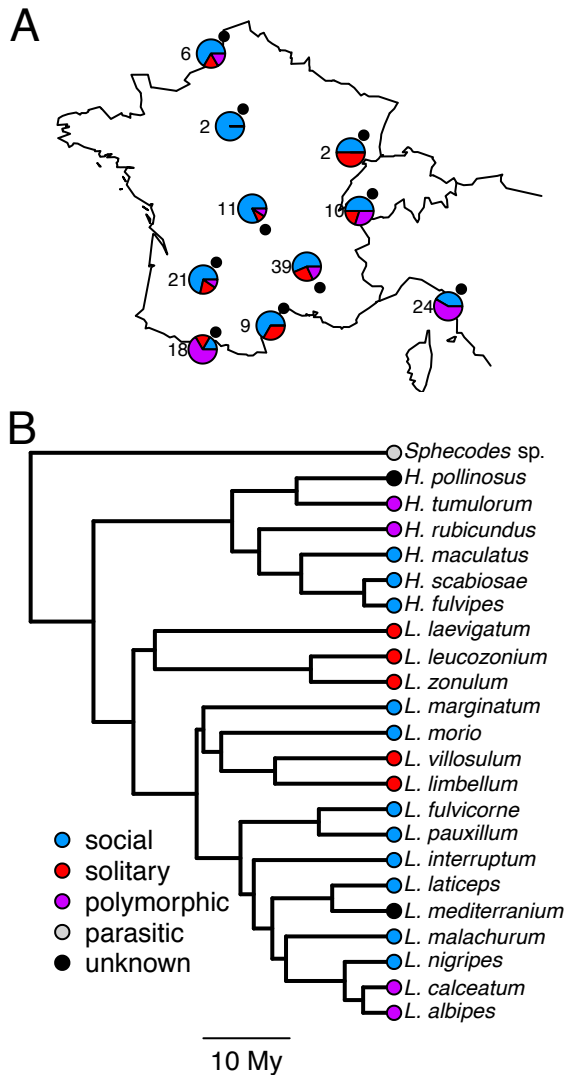 A
6
2
2
11
10
39
21
24
9
18
B
Sphecodes sp.
H. pollinosus
H. tumulorum
H. rubicundus
H. maculatus
H. scabiosae
H. fulvipes
L. laevigatum
L. leucozonium
L. zonulum
L. marginatum
L. morio
L. villosulum
L. limbellum
L. fulvicorne
L. pauxillum
L. interruptum
L. laticeps
L. mediterranium
L. malachurum
L. nigripes
L. calceatum
L. albipes
social
solitary
polymorphic
parasitic
unknown
10 My